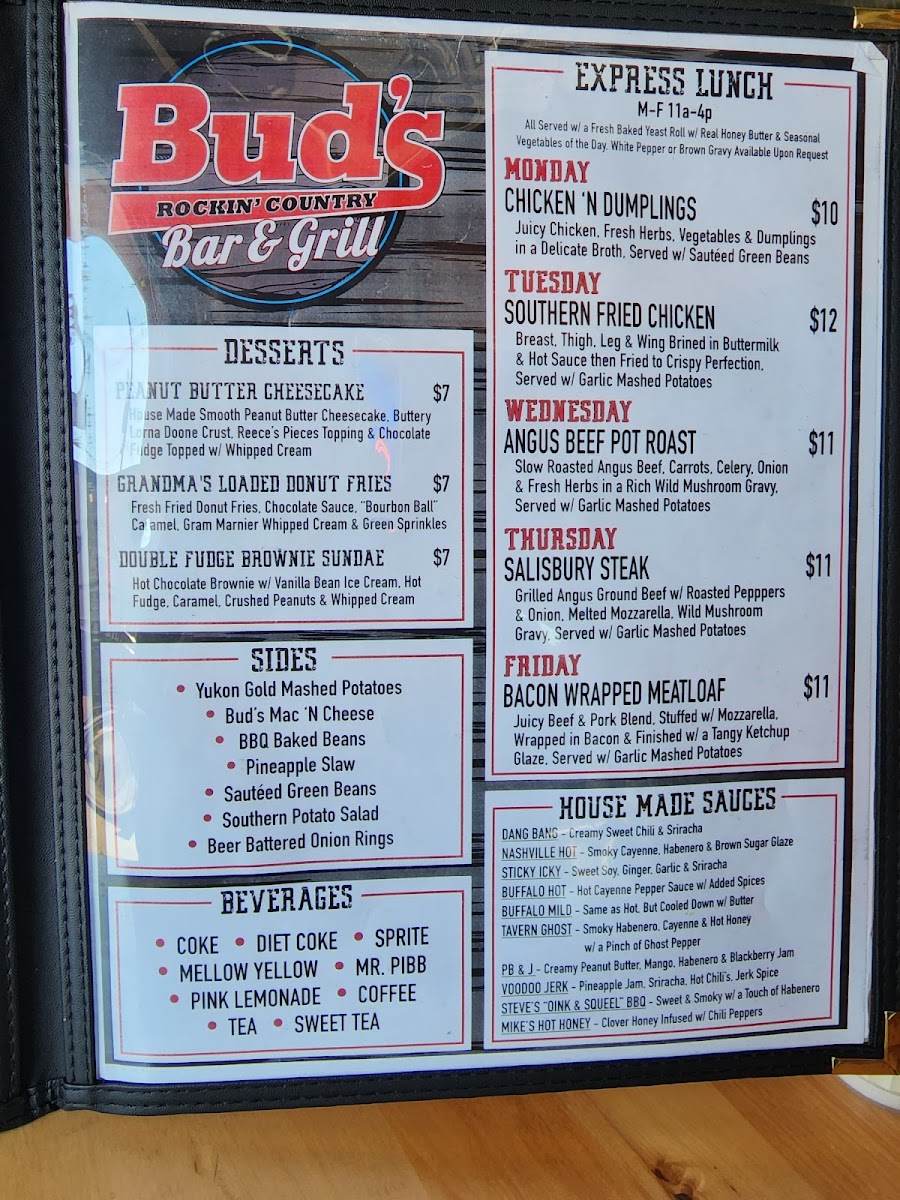 Bud's
ROCKIN' COUNTRY
Bar & Grill
DESSERTS
PEANUT BUTTER CHEESECAKE $7
House Made Smooth Peanut Butter Cheesecake, Buttery
Lorna Doone Crust, Reece's Pieces Topping & Chocolate
Fudge Topped w/ Whipped Cream
GRANDMA'S LOADED DONUT FRIES $7
Fresh Fried Donut Fries, Chocolate Sauce, "Bourbon Ball"
Caramel, Gram Marnier Whipped Cream & Green Sprinkles
DOUBLE FUDGE BROWNIE SUNDAE $7
Hot Chocolate Brownie w/ Vanilla Bean Ice Cream, Hot
Fudge, Caramel, Crushed Peanuts & Whipped Cream
SIDES
• Yukon Gold Mashed Potatoes
• Bud's Mac 'N Cheese
• BBQ Baked Beans
• Pineapple Slaw
• Sautéed Green Beans
• Southern Potato Salad
• Beer Battered Onion Rings
BEVERAGES
• COKE • DIET COKE • SPRITE
• MELLOW YELLOW • MR. PIBB
• PINK LEMONADE • COFFEE
• TEA • SWEET TEA
EXPRESS LUNCH
M-F 11a-4p
All Served w/ a Fresh Baked Yeast Roll w/ Real Honey Butter & Seasonal
Vegetables of the Day. White Pepper or Brown Gravy Available Upon Request
MONDAY
CHICKEN 'N DUMPLINGS $10
Juicy Chicken, Fresh Herbs, Vegetables & Dumplings
in a Delicate Broth, Served w/ Sautéed Green Beans
TUESDAY
SOUTHERN FRIED CHICKEN $12
Breast, Thigh, Leg & Wing Brined in Buttermilk
& Hot Sauce then Fried to Crispy Perfection,
Served w/ Garlic Mashed Potatoes
WEDNESDAY
ANGUS BEEF POT ROAST $11
Slow Roasted Angus Beef, Carrots, Celery, Onion
& Fresh Herbs in a Rich Wild Mushroom Gravy,
Served w/ Garlic Mashed Potatoes
THURSDAY
SALISBURY STEAK $11
Grilled Angus Ground Beef w/ Roasted Pepppers
& Onion, Melted Mozzarella, Wild Mushroom
Gravy, Served w/ Garlic Mashed Potatoes
FRIDAY
BACON WRAPPED MEATLOAF $11
Juicy Beef & Pork Blend, Stuffed w/ Mozzarella,
Wrapped in Bacon & Finished w/ a Tangy Ketchup
Glaze, Served w/ Garlic Mashed Potatoes
HOUSE MADE SAUCES
DANG BANG - Creamy Sweet Chili & Sriracha
NASHVILLE HOT - Smoky Cayenne, Habenero & Brown Sugar Glaze
STICKY ICKY - Sweet Soy, Ginger, Garlic & Sriracha
BUFFALO HOT - Hot Cayenne Pepper Sauce w/ Added Spices
BUFFALO MILD - Same as Hot, But Cooled Down w/ Butter
TAVERN GHOST - Smoky Habenero, Cayenne & Hot Honey
w/ a Pinch of Ghost Pepper
PB & J - Creamy Peanut Butter, Mango, Habenero & Blackberry Jam
VOODOO JERK - Pineapple Jam, Sriracha, Hot Chili's, Jerk Spice
STEVE'S "OINK & SQUEEL" BBQ - Sweet & Smoky w/ a Touch of Habenero
MIKE'S HOT HONEY - Clover Honey Infused w/ Chili Peppers